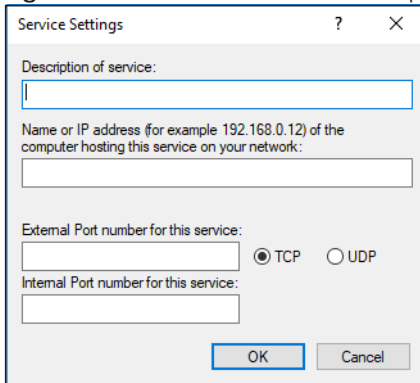 Service Settings ? ✕
Description of service:
Name or IP address (for example 192.168.0.12) of the
computer hosting this service on your network:
External Port number for this service:
TCP UDP
Internal Port number for this service:
OK Cancel